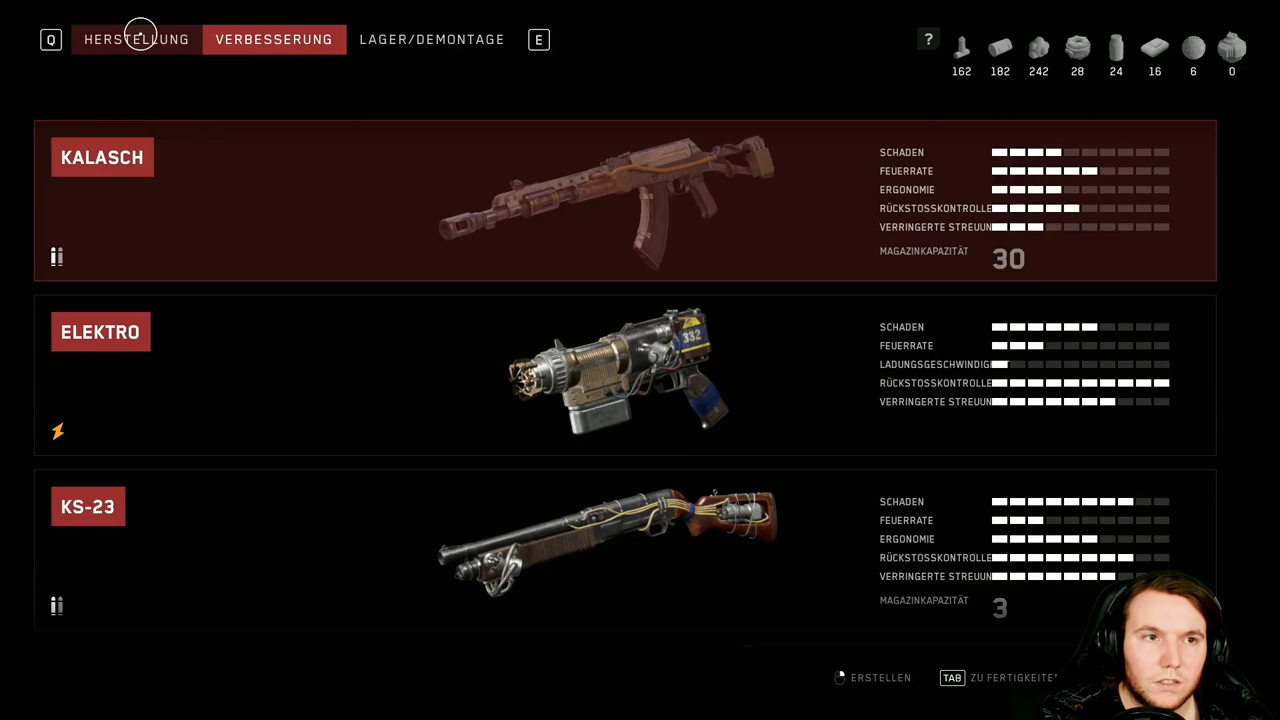 Q HERSTELLUNG VERBESSERUNG LAGER/DEMONTAGE E
?
162 182 242 28 24 16 6 0
KALASCH
SCHADEN
FEUERRATE
ERGONOMIE
RÜCKSTOSSKONTROLLE
VERRINGERTE STREUUN
MAGAZINKAPAZITÄT 30
ELEKTRO
332
SCHADEN
FEUERRATE
LADUNGSGESCHWINDIG
RÜCKSTOSSKONTROLLE
VERRINGERTE STREUUN
KS-23
SCHADEN
FEUERRATE
ERGONOMIE
RÜCKSTOSSKONTROLLE
VERRINGERTE STREUUN
MAGAZINKAPAZITÄT 3
ERSTELLEN TAB ZU FERTIGKEITEN